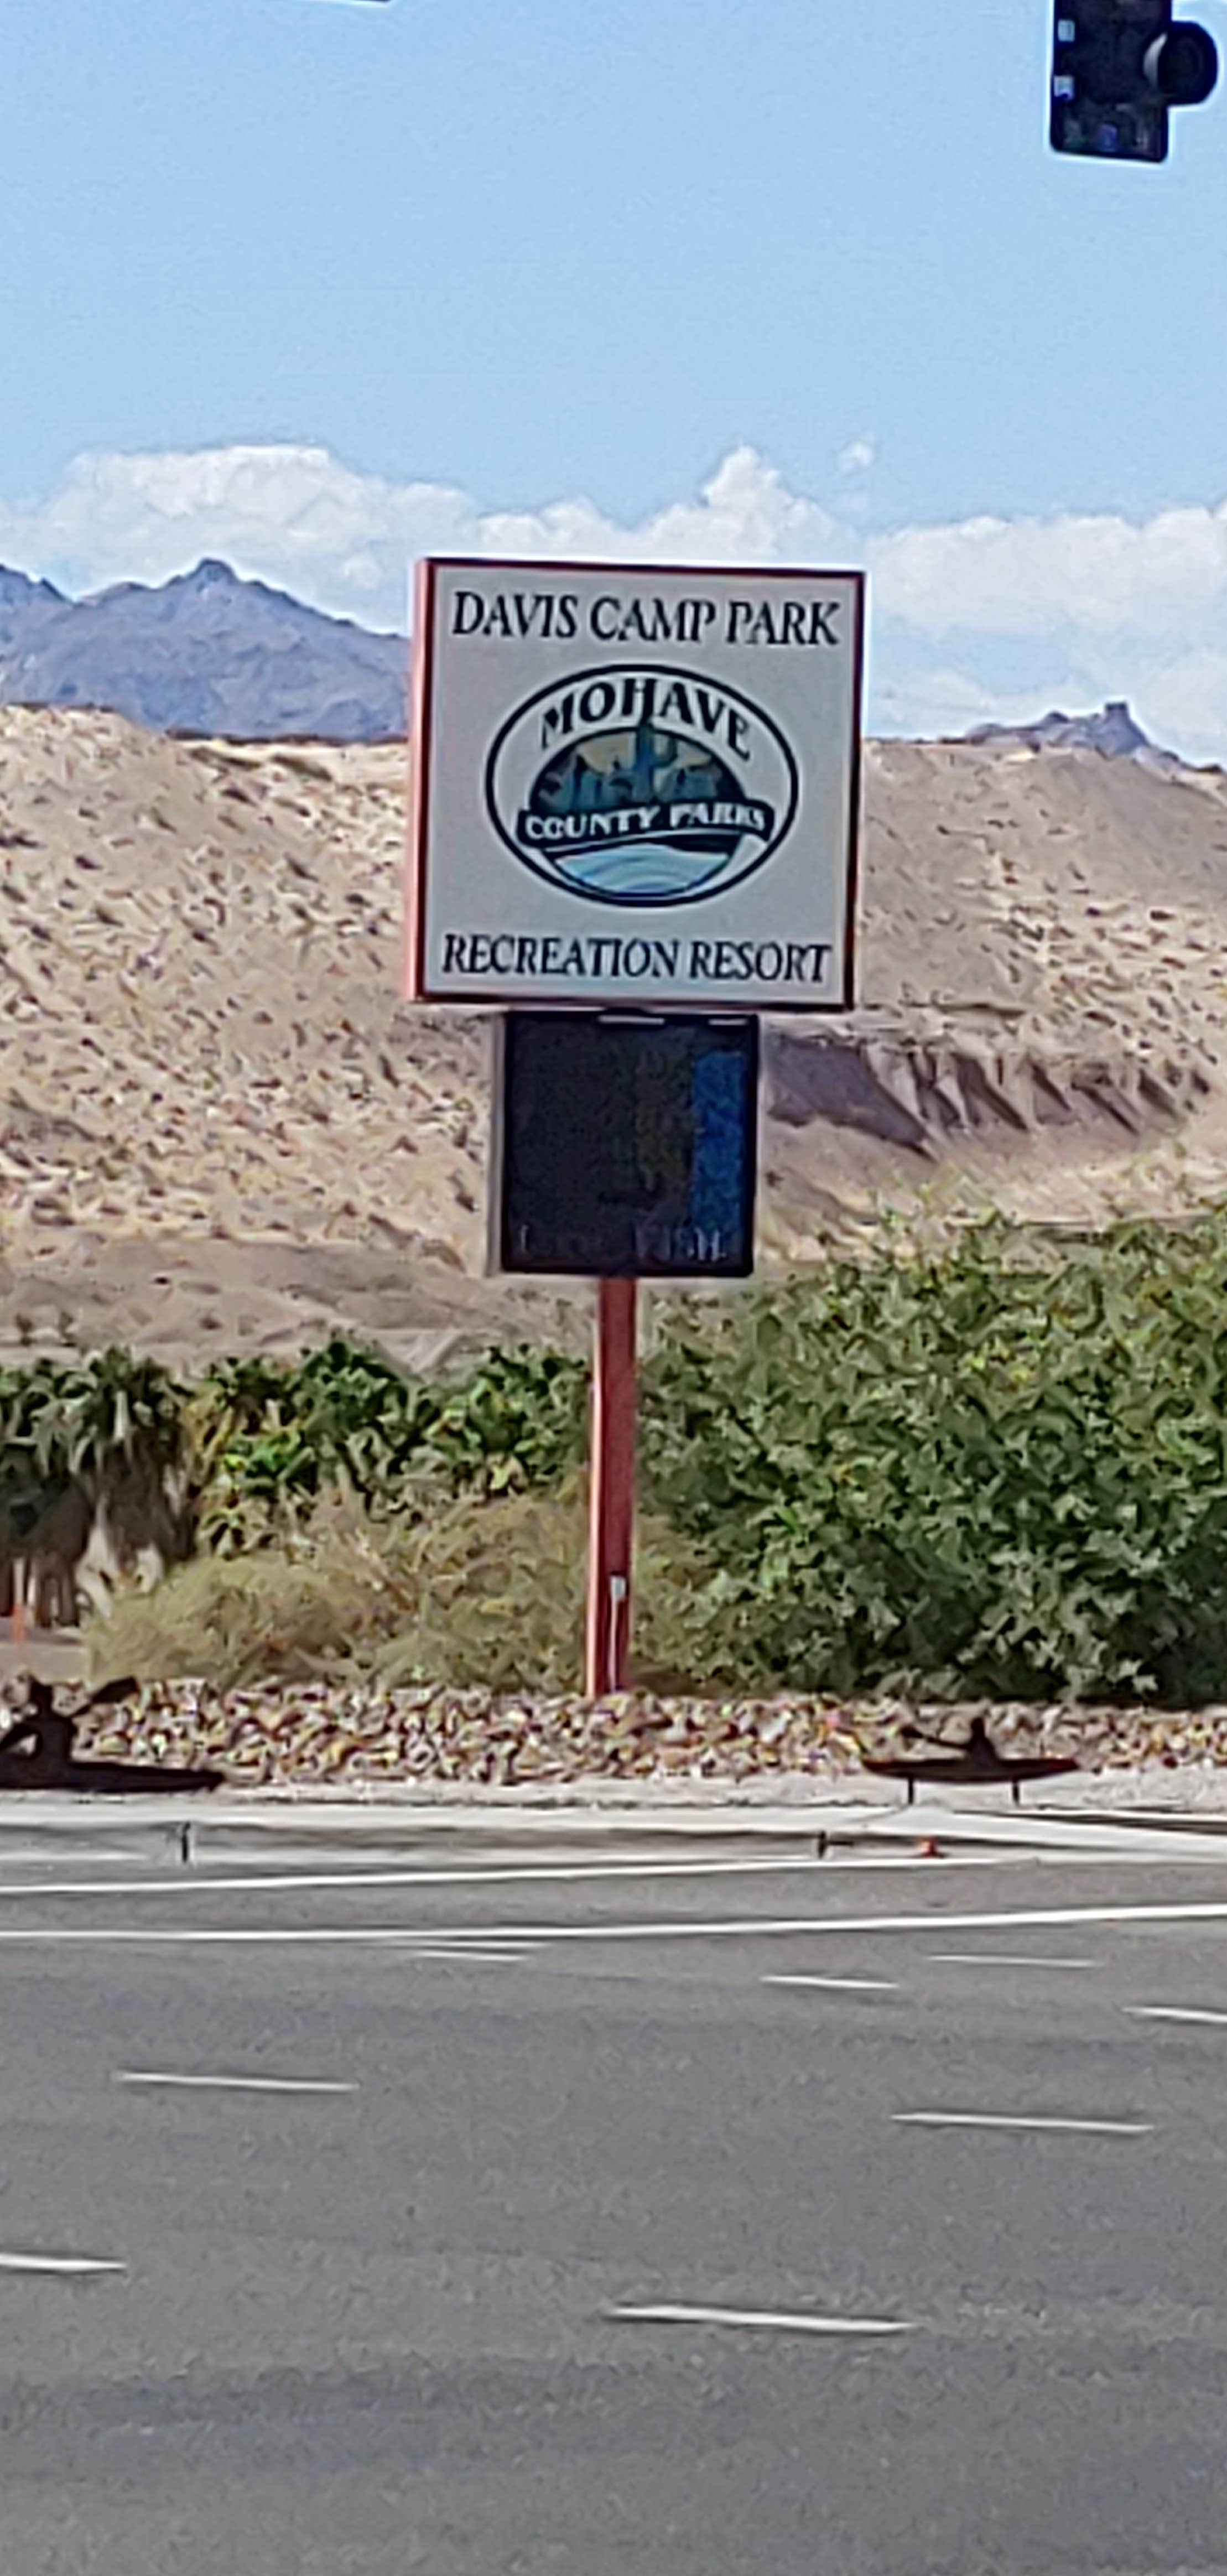 DAVIS CAMP PARK
MOHAVE
COUNTY PARKS
RECREATION RESORT